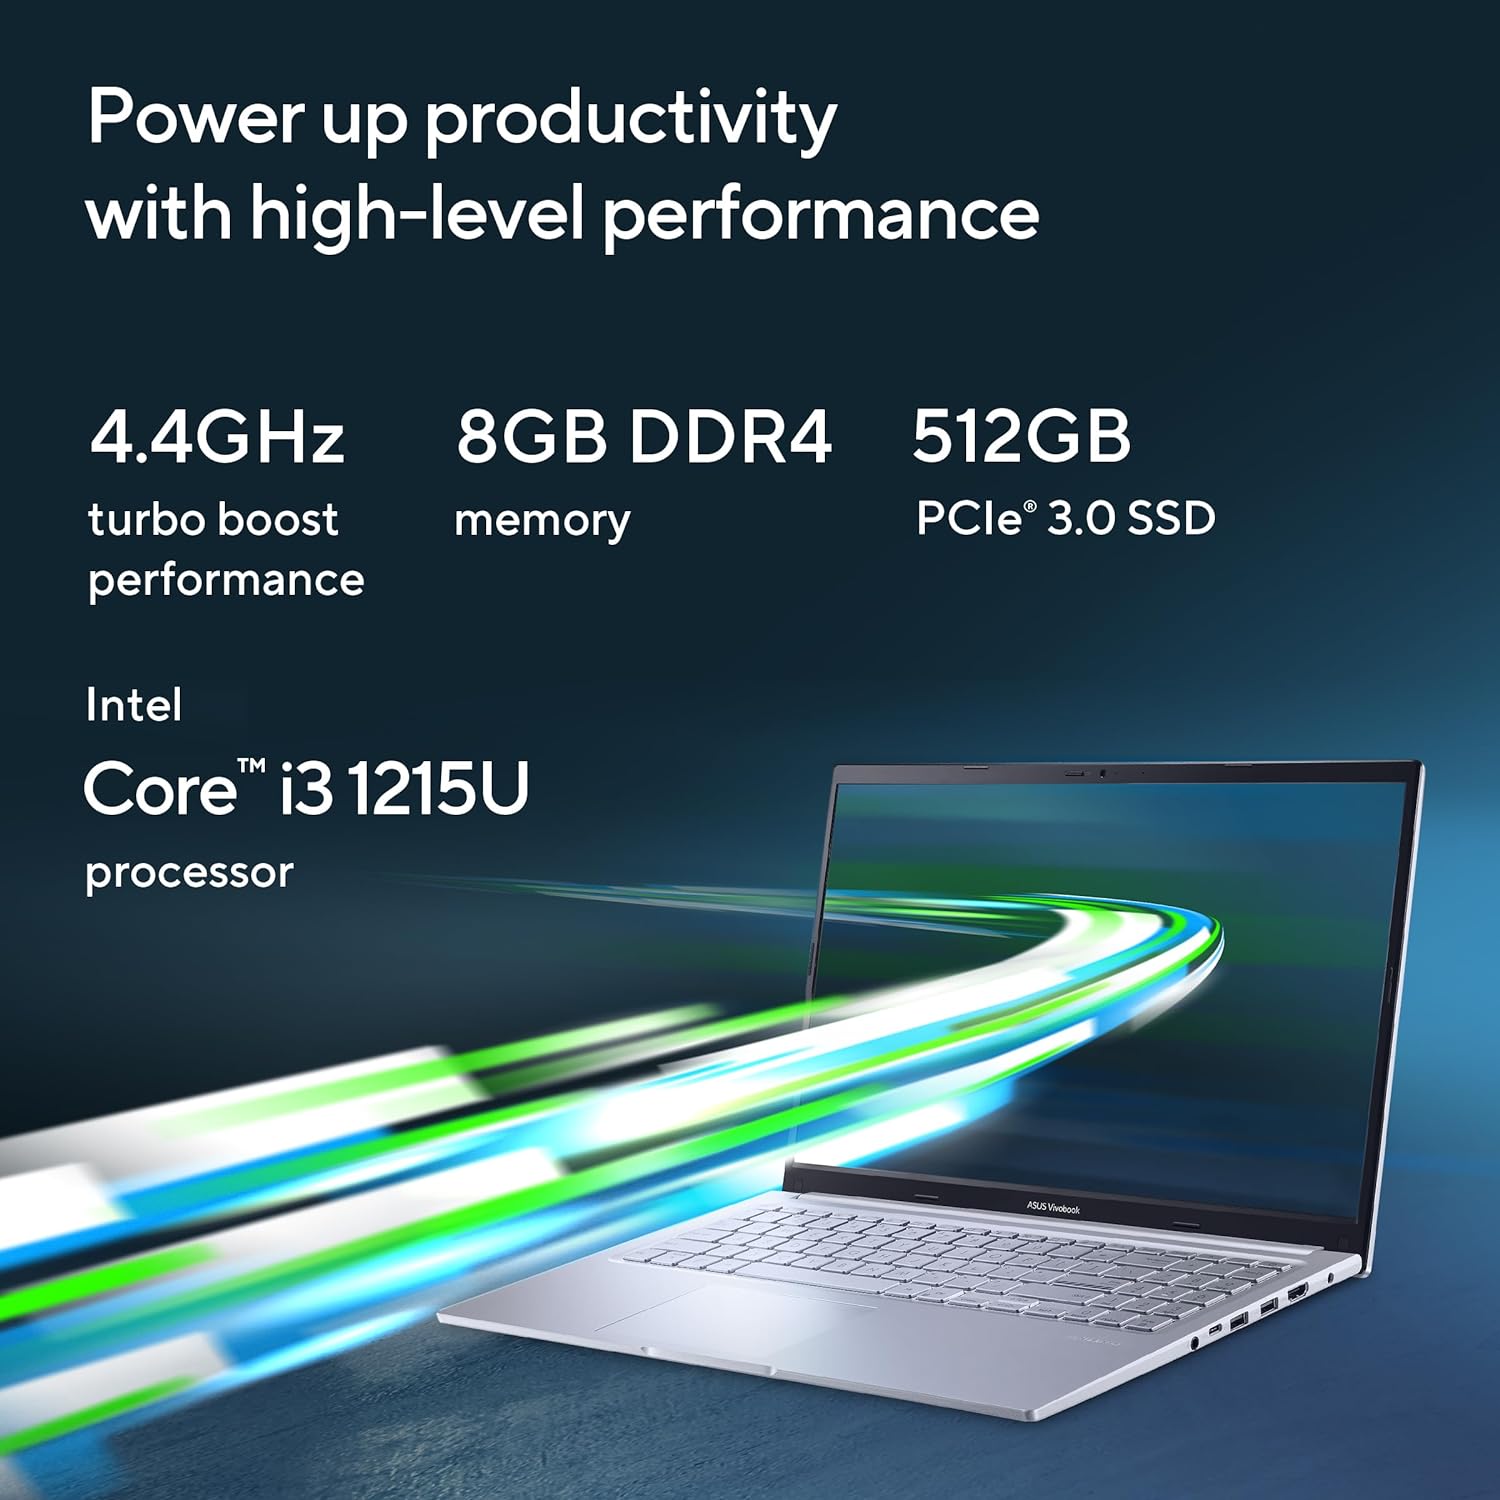 Power up productivity
with high-level performance
4.4GHz
turbo boost
performance
8GB DDR4
memory
512GB
PCIe® 3.0 SSD
Intel
Core™ i3 1215U
processor
ASUS Vivobook